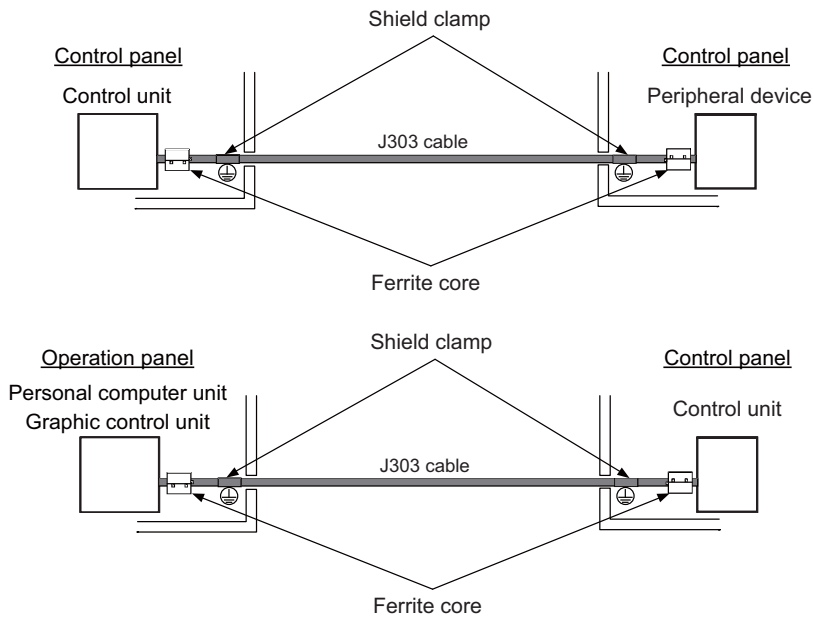 Shield clamp
Control panel
Control panel
Control unit
Peripheral device
J303 cable
Ferrite core
Shield clamp
Operation panel
Control panel
Personal computer unit
Graphic control unit
Control unit
J303 cable
Ferrite core